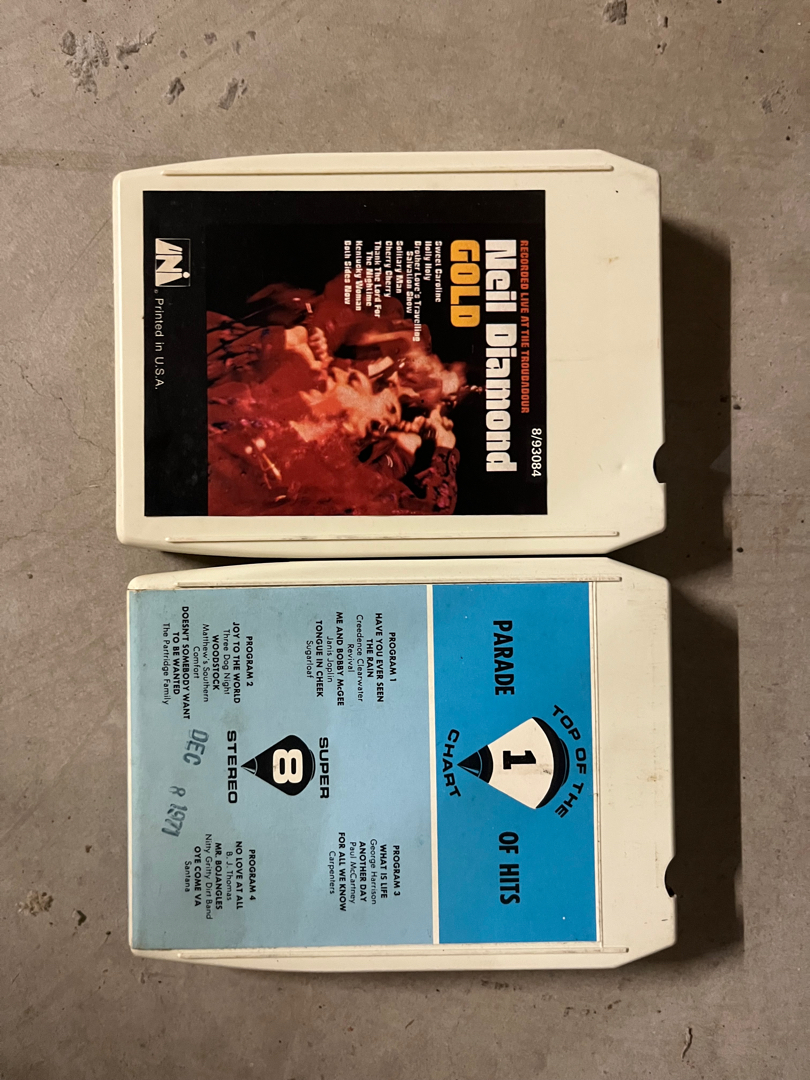 RECORDED LIVE AT THE TROUBADOUR
Neil Diamond
GOLD
Sweet Caroline
Holly Holy
Brother Love's Travelling
Salvation Show
Solitary Man
Cherry Cherry
Thank The Lord For
The Nightime
Kentucky Woman
Both Sides Now
8/93084
UNi
Printed in U.S.A.
PARADE
TOP OF THE
1
CHART
OF HITS
PROGRAM 1
HAVE YOU EVER SEEN
THE RAIN
Creedence Clearwater
Revival
ME AND BOBBY McGEE
Janis Joplin
TONGUE IN CHEEK
Sugarloaf
PROGRAM 2
JOY TO THE WORLD
Three Dog Night
WOODSTOCK
Matthew's Southern
Comfort
DOESN'T SOMEBODY WANT
TO BE WANTED
The Partridge Family
SUPER
8
STEREO
DEC 8 1971
PROGRAM 3
WHAT IS LIFE
George Harrison
ANOTHER DAY
Paul McCartney
FOR ALL WE KNOW
Carpenters
PROGRAM 4
NO LOVE AT ALL
B. J. Thomas
MR. BOJANGLES
Nitty Gritty Dirt Band
OYE COME VA
Santana